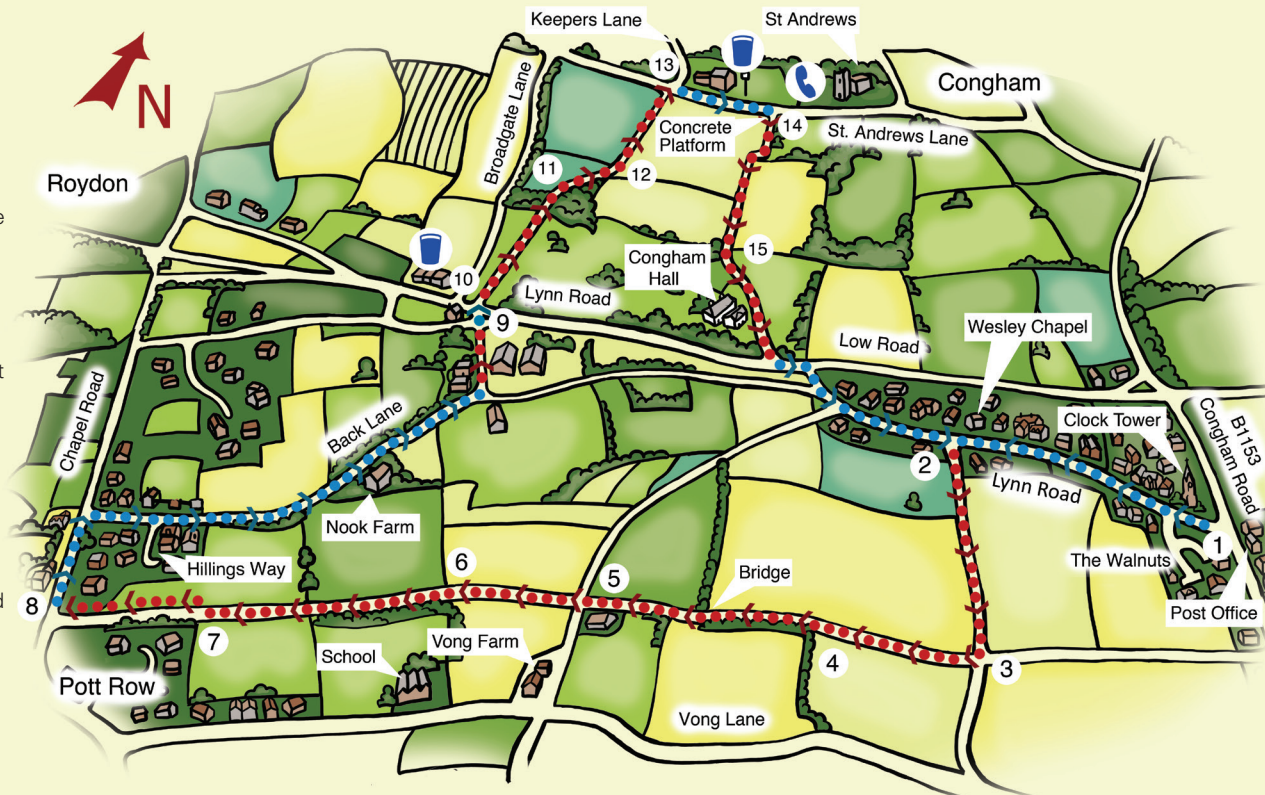 Keepers Lane
St Andrews
N
13
Congham
Broadgate Lane
Concrete
Platform
14
St. Andrews Lane
Roydon
11
12
e
10
Congham
Hall
15
Lynn Road
9
Low Road
Wesley Chapel
t
Chapel Road
Back Lane
Clock Tower
B1153
Congham Road
2
Lynn Road
Nook Farm
1
Hillings Way
6
5
Bridge
The Walnuts
d
8
7
Vong Farm
School
4
3
Post Office
Pott Row
Vong Lane